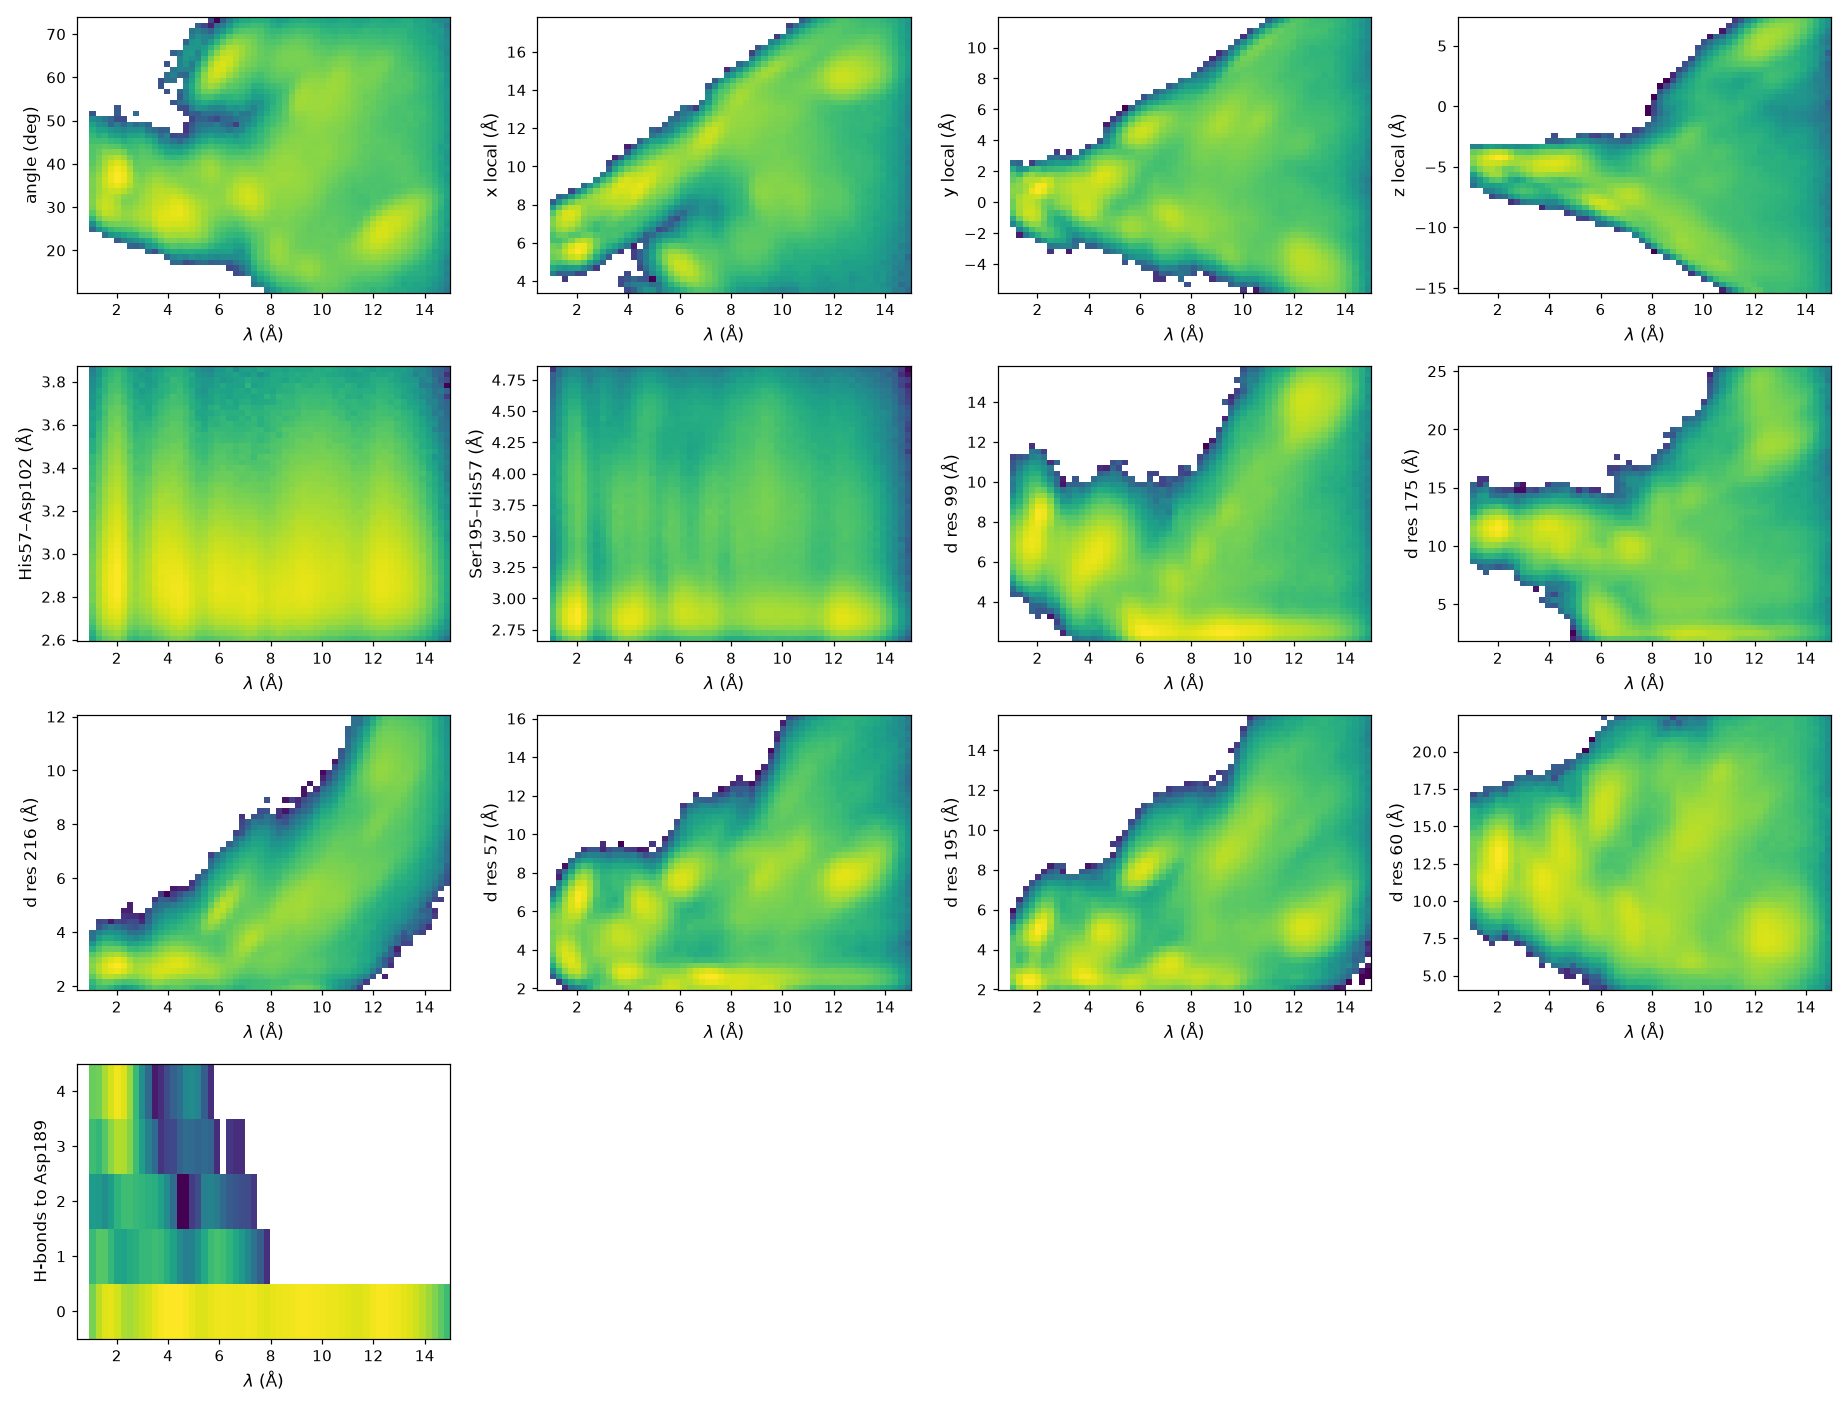 angle (deg)
70
60
50
40
30
20
2 4 6 8 10 12 14
λ (Å)
x local (Å)
16
14
12
10
8
6
4
2 4 6 8 10 12 14
λ (Å)
y local (Å)
10
8
6
4
2
0
−2
−4
2 4 6 8 10 12 14
λ (Å)
z local (Å)
5
0
−5
−10
−15
2 4 6 8 10 12 14
λ (Å)
His57–Asp102 (Å)
3.8
3.6
3.4
3.2
3.0
2.8
2.6
2 4 6 8 10 12 14
λ (Å)
Ser195–His57 (Å)
4.75
4.50
4.25
4.00
3.75
3.50
3.25
3.00
2.75
2 4 6 8 10 12 14
λ (Å)
d res 99 (Å)
14
12
10
8
6
4
2 4 6 8 10 12 14
λ (Å)
d res 175 (Å)
25
20
15
10
5
2 4 6 8 10 12 14
λ (Å)
d res 216 (Å)
12
10
8
6
4
2
2 4 6 8 10 12 14
λ (Å)
d res 57 (Å)
16
14
12
10
8
6
4
2
2 4 6 8 10 12 14
λ (Å)
d res 195 (Å)
14
12
10
8
6
4
2
2 4 6 8 10 12 14
λ (Å)
d res 60 (Å)
20.0
17.5
15.0
12.5
10.0
7.5
5.0
2 4 6 8 10 12 14
λ (Å)
H-bonds to Asp189
4
3
2
1
0
2 4 6 8 10 12 14
λ (Å)